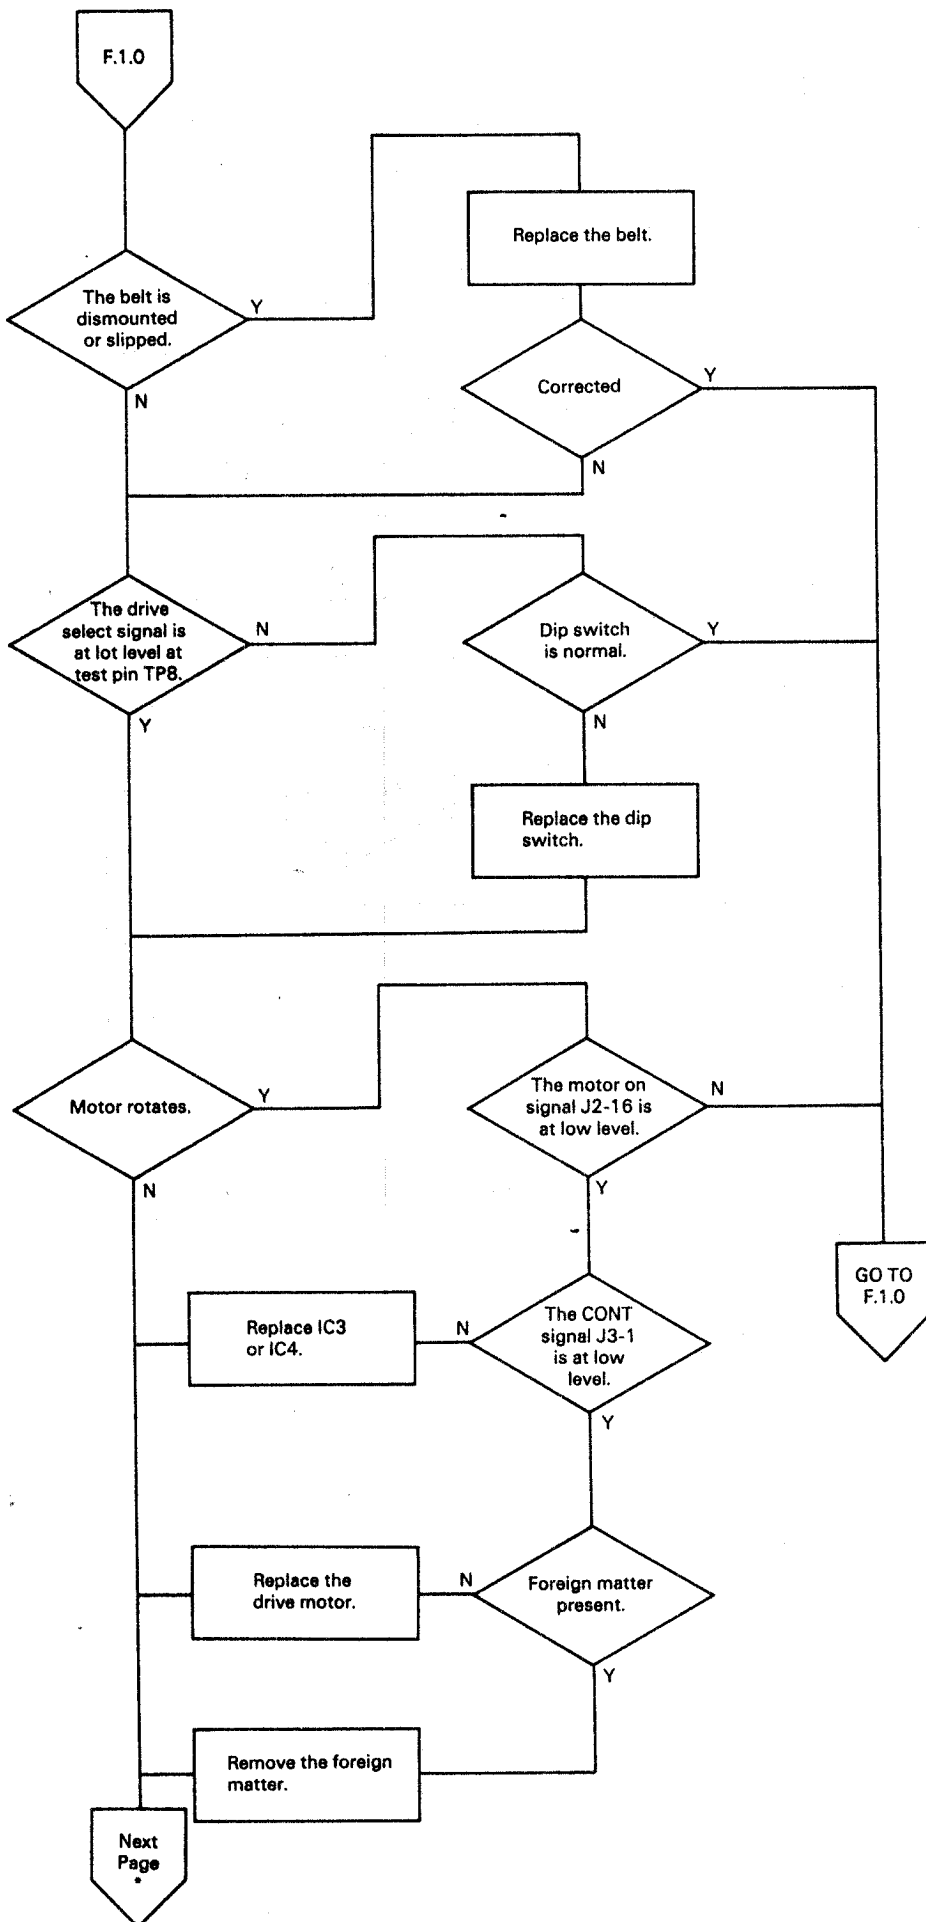 F.1.0
Replace the belt.
The belt is
dismounted
or slipped.
Y
N
Corrected
Y
N
The drive
select signal is
at lot level at
test pin TP8.
N
Y
Dip switch
is normal.
Y
N
Replace the dip
switch.
Motor rotates.
Y
N
The motor on
signal J2-16 is
at low level.
N
Y
GO TO
F.1.0
Replace IC3
or IC4.
N
The CONT
signal J3-1
is at low
level.
Y
Replace the
drive motor.
N
Foreign matter
present.
Y
Remove the foreign
matter.
Next
Page
*